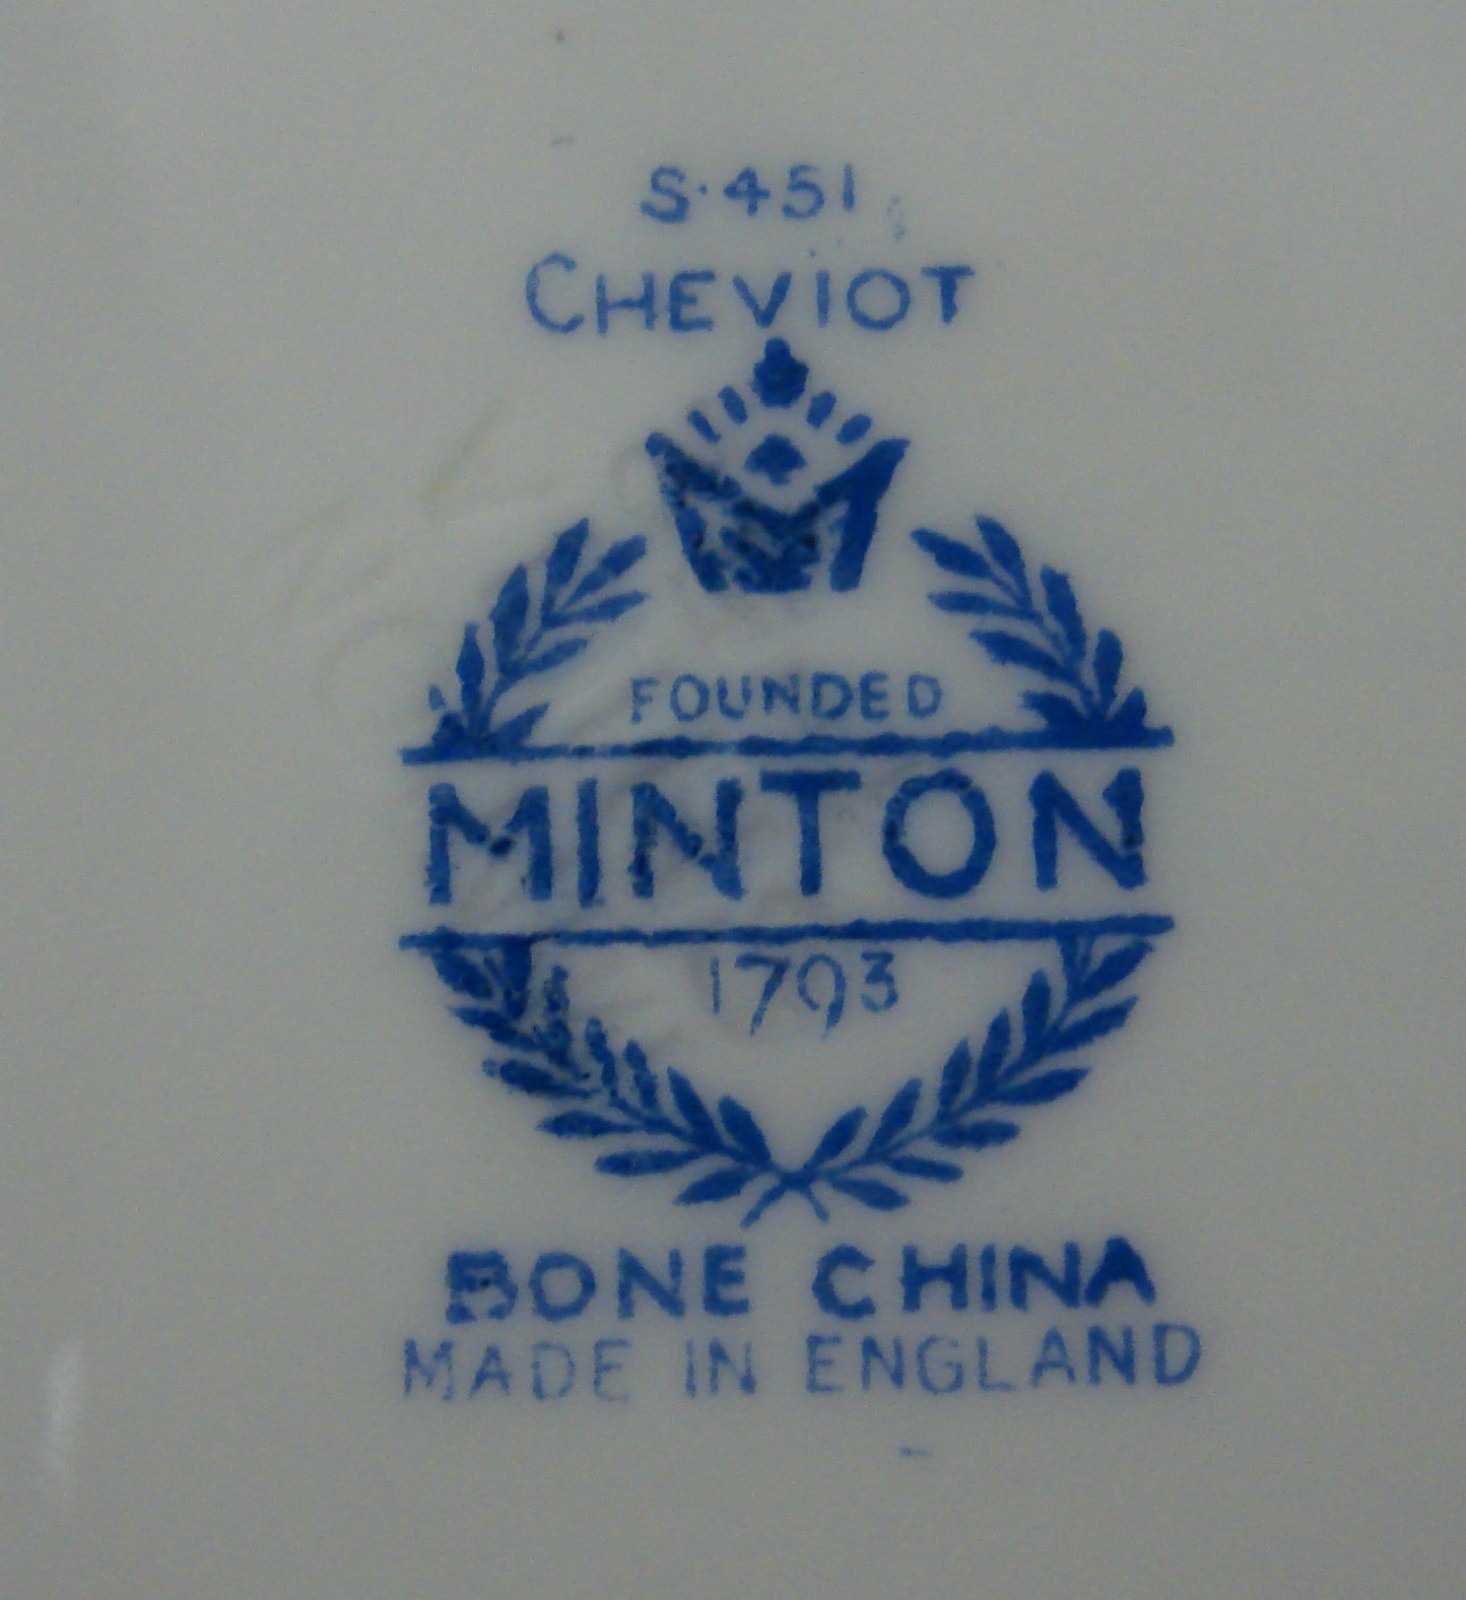 S·451
CHEVIOT
FOUNDED
MINTON
1793
BONE CHINA
MADE IN ENGLAND